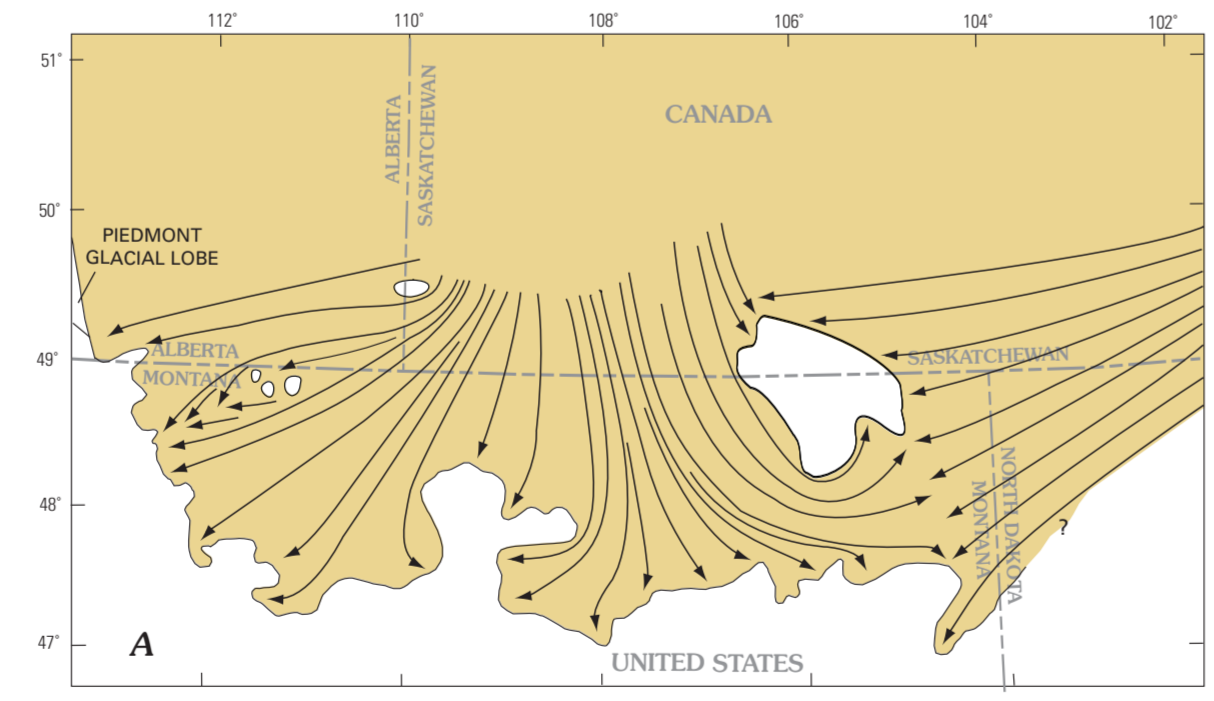 112°
110°
108°
106°
104°
102°
51°
CANADA
ALBERTA
SASKATCHEWAN
50°
PIEDMONT
GLACIAL LOBE
49°
ALBERTA
MONTANA
SASKATCHEWAN
48°
MONTANA
NORTH DAKOTA
?
47°
A
UNITED STATES